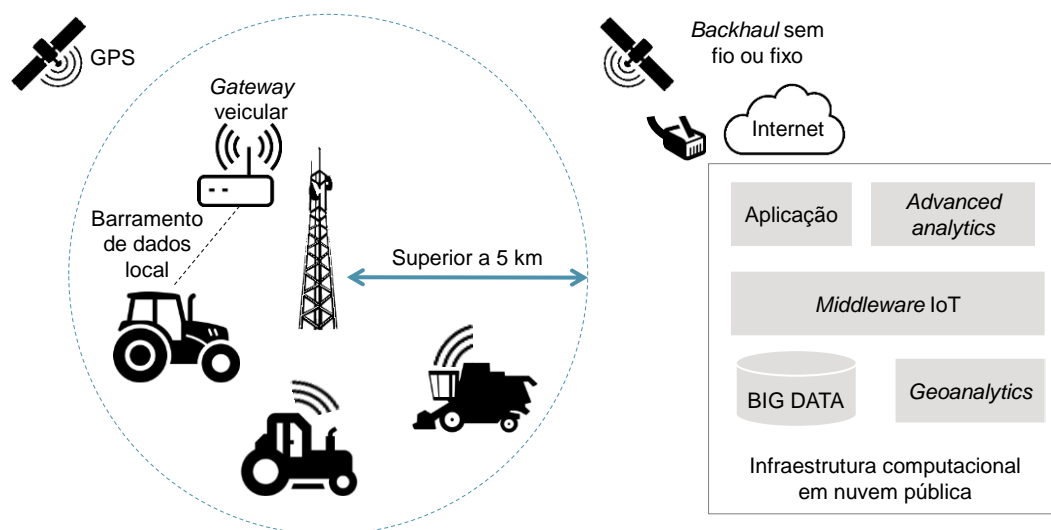 GPS
Gateway
veicular
Barramento
de dados
local
Superior a 5 km
Backhaul sem
fio ou fixo
Internet
Aplicação
Advanced
analytics
Middleware IoT
BIG DATA
Geoanalytics
Infraestrutura computacional
em nuvem pública